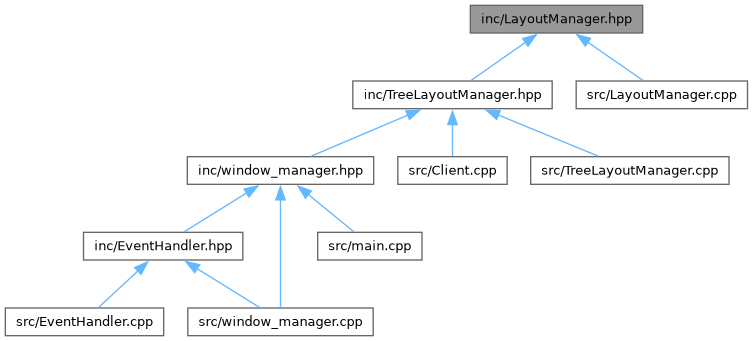 inc/LayoutManager.hpp
inc/TreeLayoutManager.hpp
src/LayoutManager.cpp
inc/window_manager.hpp
src/Client.cpp
src/TreeLayoutManager.cpp
inc/EventHandler.hpp
src/main.cpp
src/EventHandler.cpp
src/window_manager.cpp